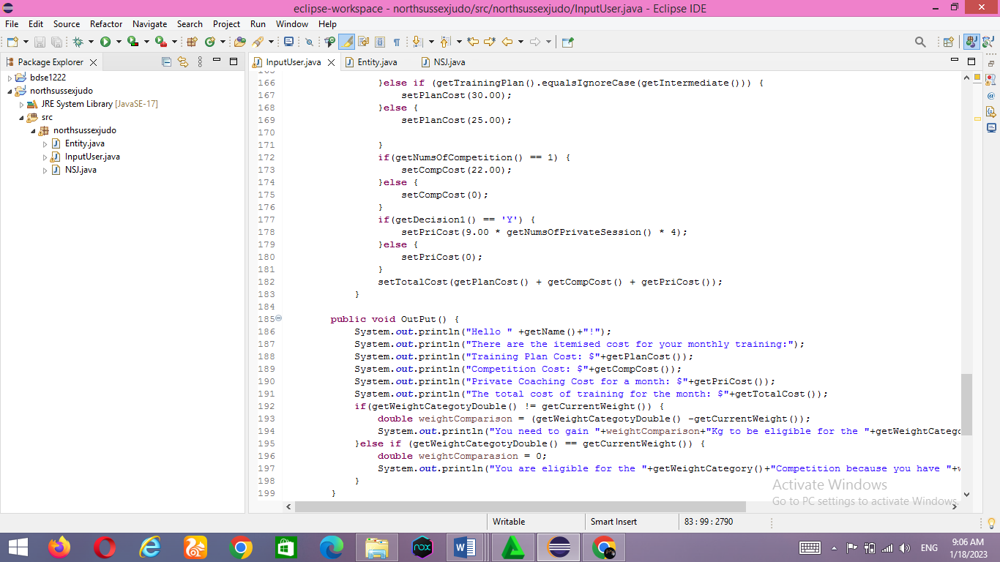 eclipse-workspace - northsussexjudo/src/northsussexjudo/InputUser.java - Eclipse IDE
File Edit Source Refactor Navigate Search Project Run Window Help
Package Explorer
InputUser.java Entity.java NSJ.java
bdse1222
northsussexjudo
JRE System Library [JavaSE-17]
src
northsussexjudo
Entity.java
InputUser.java
NSJ.java
166 }else if (getTrainingPlan().equalsIgnoreCase(getIntermediate())) {
167 setPlanCost(30.00);
168 }else {
169 setPlanCost(25.00);
170
171 }
172 if(getNumsOfCompetition() == 1) {
173 setCompCost(22.00);
174 }else {
175 setCompCost(0);
176 }
177 if(getDecision1() == 'Y') {
178 setPriCost(9.00 * getNumsOfPrivateSession() * 4);
179 }else {
180 setPriCost(0);
181 }
182 setTotalCost(getPlanCost() + getCompCost() + getPriCost());
183 }
184
185 public void OutPut() {
186 System.out.println("Hello " +getName()+"!");
187 System.out.println("There are the itemised cost for your monthly training:");
188 System.out.println("Training Plan Cost: $"+getPlanCost());
189 System.out.println("Competition Cost: $"+getCompCost());
190 System.out.println("Private Coaching Cost for a month: $"+getPriCost());
191 System.out.println("The total cost of training for the month: $"+getTotalCost());
192 if(getWeightCategotyDouble() != getCurrentWeight()) {
193 double weightComparison = (getWeightCategotyDouble() -getCurrentWeight());
194 System.out.println("You need to gain "+weightComparison+"Kg to be eligible for the "+getWeightCatego
195 }else if (getWeightCategotyDouble() == getCurrentWeight()) {
196 double weightComparasion = 0;
197 System.out.println("You are eligible for the "+getWeightCategory()+"Competition because you have "+w
198 }
199 }
Activate Windows
Go to PC settings to activate Windows.
Writable Smart Insert 83 : 99 : 2790
nox
ENG
9:06 AM
1/18/2023